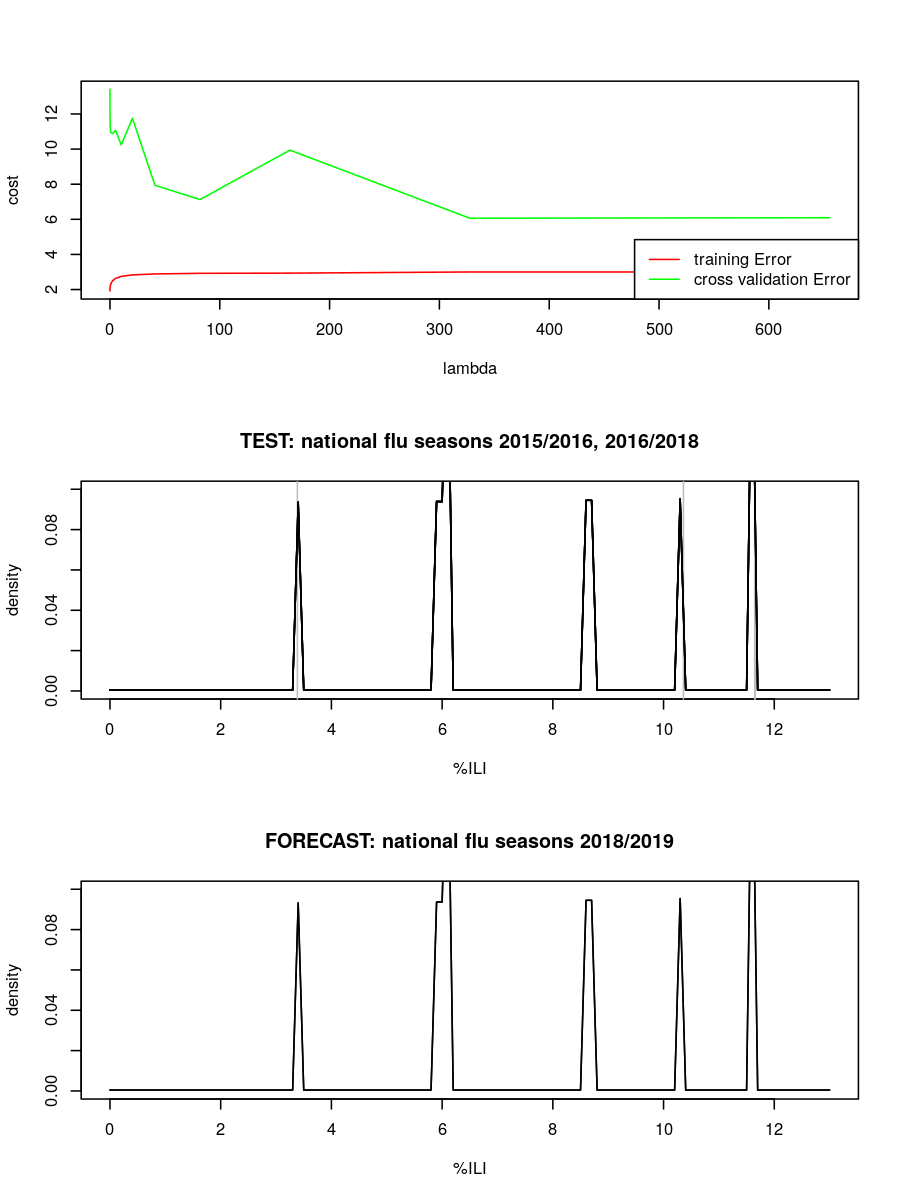 12
10
8
6
4
2
cost
training Error
cross validation Error
0 100 200 300 400 500 600
lambda
TEST: national flu seasons 2015/2016, 2016/2018
0.08
0.04
0.00
density
0 2 4 6 8 10 12
%ILI
FORECAST: national flu seasons 2018/2019
0.08
0.04
0.00
density
0 2 4 6 8 10 12
%ILI